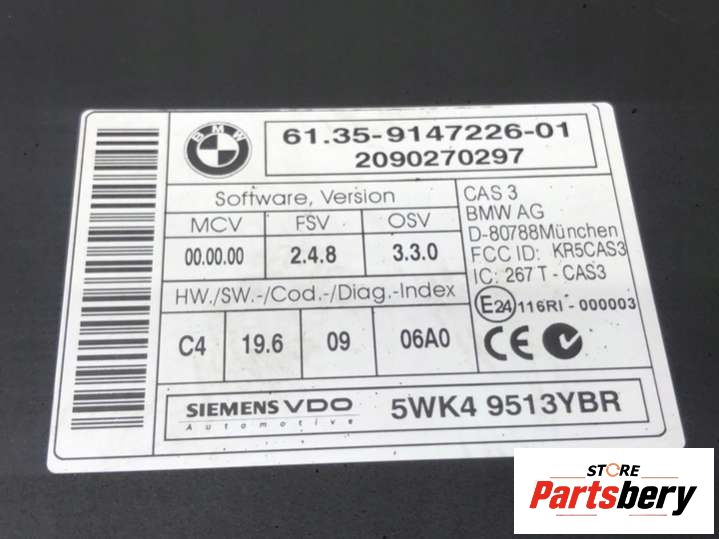 BMW
61.35-9147226-01
2090270297
Software, Version
MCV FSV OSV
00.00.00 2.4.8 3.3.0
HW./SW.-/Cod.-/Diag.-Index
C4 19.6 09 06A0
CAS 3
BMW AG
D-80788München
FCC ID: KR5CAS3
IC: 267 T - CAS3
E24 116RI - 000003
CE
SIEMENS VDO
Automotive
5WK4 9513YBR
STORE
Partsbery